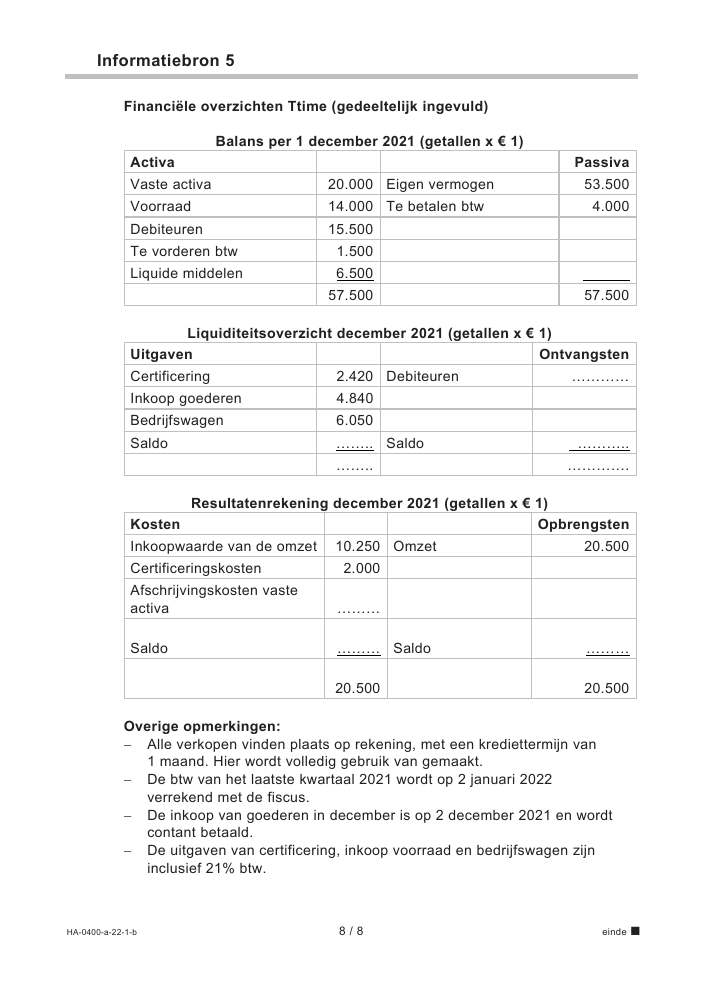 Informatiebron 5
Financiële overzichten Ttime (gedeeltelijk ingevuld)
Balans per 1 december 2021 (getallen x € 1)
Activa Passiva
Vaste activa 20.000 Eigen vermogen 53.500
Voorraad 14.000 Te betalen btw 4.000
Debiteuren 15.500
Te vorderen btw 1.500
Liquide middelen 6.500 ______
57.500 57.500
Liquiditeitsoverzicht december 2021 (getallen x € 1)
Uitgaven Ontvangsten
Certificering 2.420 Debiteuren …………
Inkoop goederen 4.840
Bedrijfswagen 6.050
Saldo …….. Saldo ………..
…….. ………….
Resultatenrekening december 2021 (getallen x € 1)
Kosten Opbrengsten
Inkoopwaarde van de omzet 10.250 Omzet 20.500
Certificeringskosten 2.000
Afschrijvingskosten vaste
activa ………
Saldo ……… Saldo ………
20.500 20.500
Overige opmerkingen:
– Alle verkopen vinden plaats op rekening, met een krediettermijn van
1 maand. Hier wordt volledig gebruik van gemaakt.
– De btw van het laatste kwartaal 2021 wordt op 2 januari 2022
verrekend met de fiscus.
– De inkoop van goederen in december is op 2 december 2021 en wordt
contant betaald.
– De uitgaven van certificering, inkoop voorraad en bedrijfswagen zijn
inclusief 21% btw.
HA-0400-a-22-1-b 8 / 8 einde ■